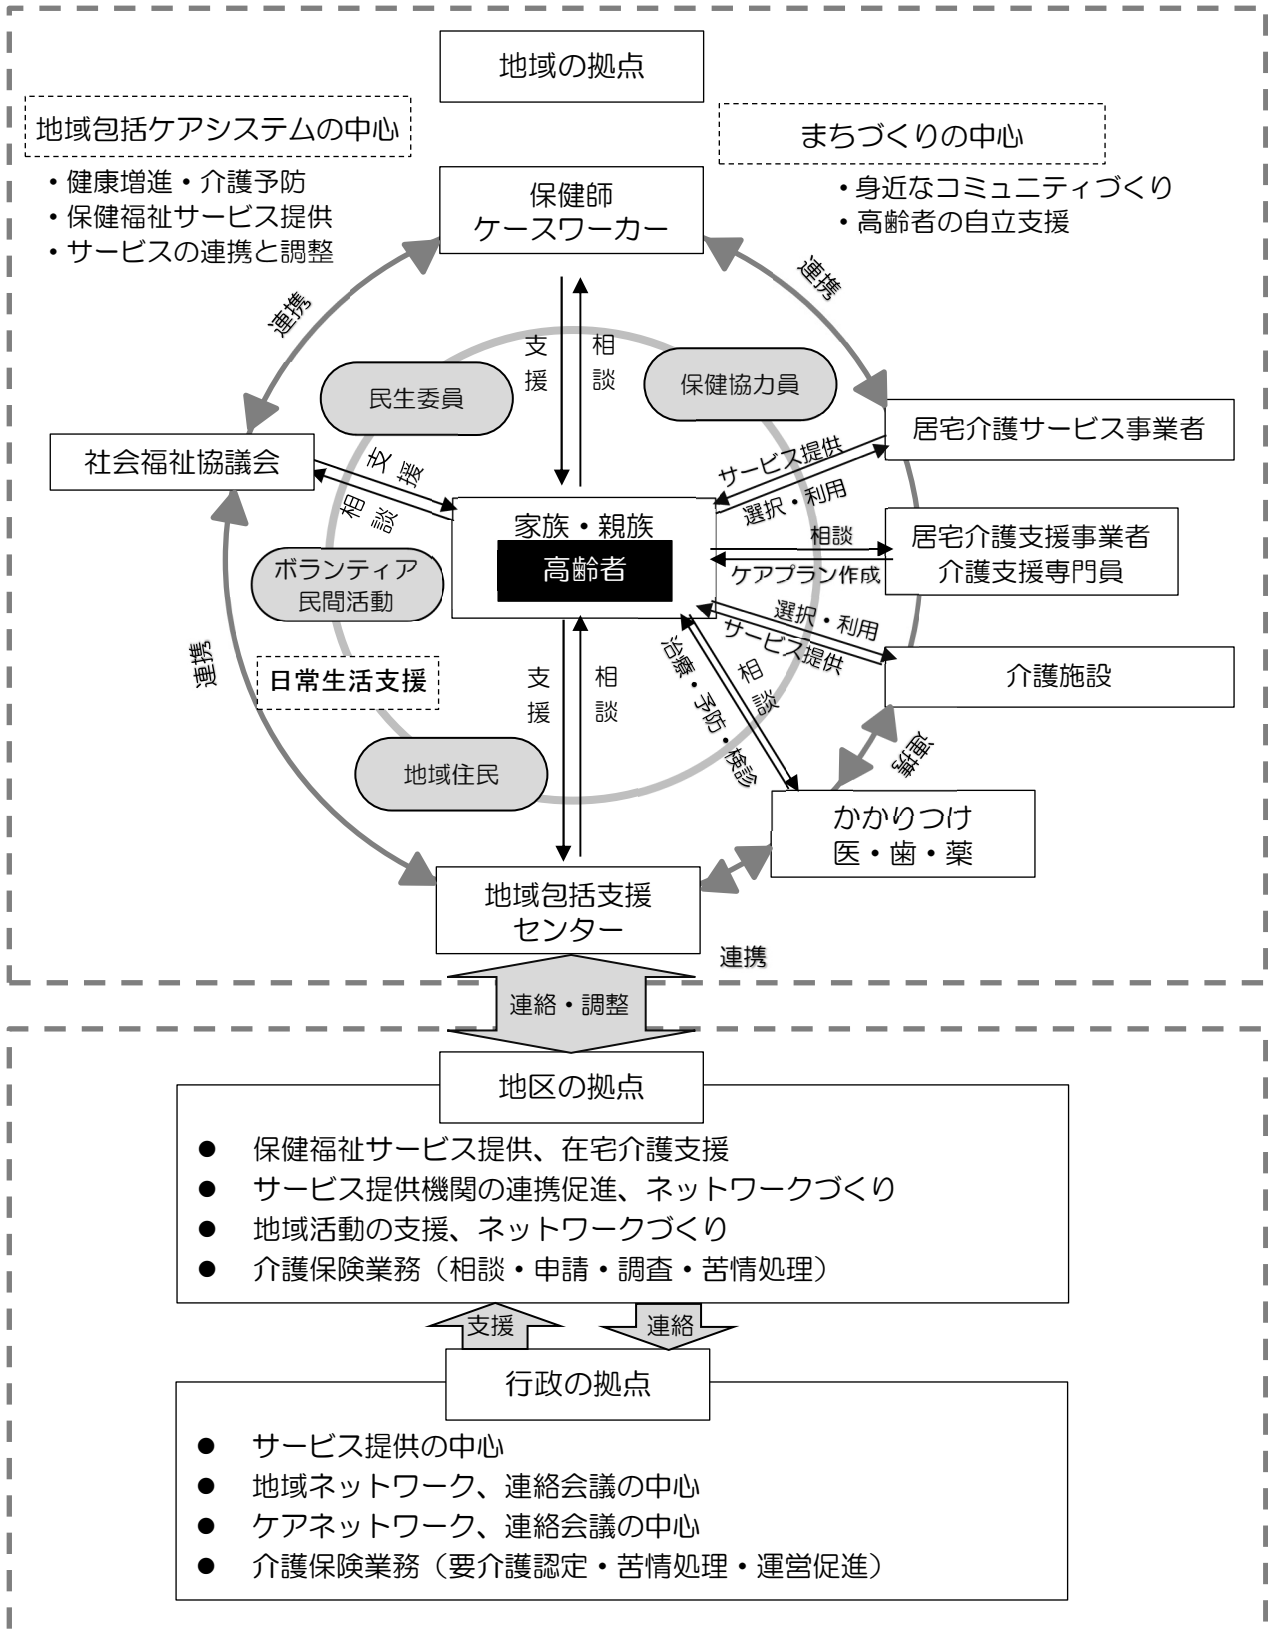 地域の拠点
地域包括ケアシステムの中心
・健康増進・介護予防
・保健福祉サービス提供
・サービスの連携と調整
まちづくりの中心
・身近なコミュニティづくり
・高齢者の自立支援
保健師
ケースワーカー
連携
連携
支援
相談
民生委員
保健協力員
社会福祉協議会
支援
相談
居宅介護サービス事業者
サービス提供
選択・利用
家族・親族
高齢者
相談
ケアプラン作成
居宅介護支援事業者
介護支援専門員
ボランティア
民間活動
選択・利用
サービス提供
介護施設
連携
日常生活支援
支援
相談
治療・予防・検診
相談
連携
地域住民
かかりつけ
医・歯・薬
地域包括支援
センター
連携
連絡・調整
地区の拠点
● 保健福祉サービス提供、在宅介護支援
● サービス提供機関の連携促進、ネットワークづくり
● 地域活動の支援、ネットワークづくり
● 介護保険業務（相談・申請・調査・苦情処理）
支援
連絡
行政の拠点
● サービス提供の中心
● 地域ネットワーク、連絡会議の中心
● ケアネットワーク、連絡会議の中心
● 介護保険業務（要介護認定・苦情処理・運営促進）